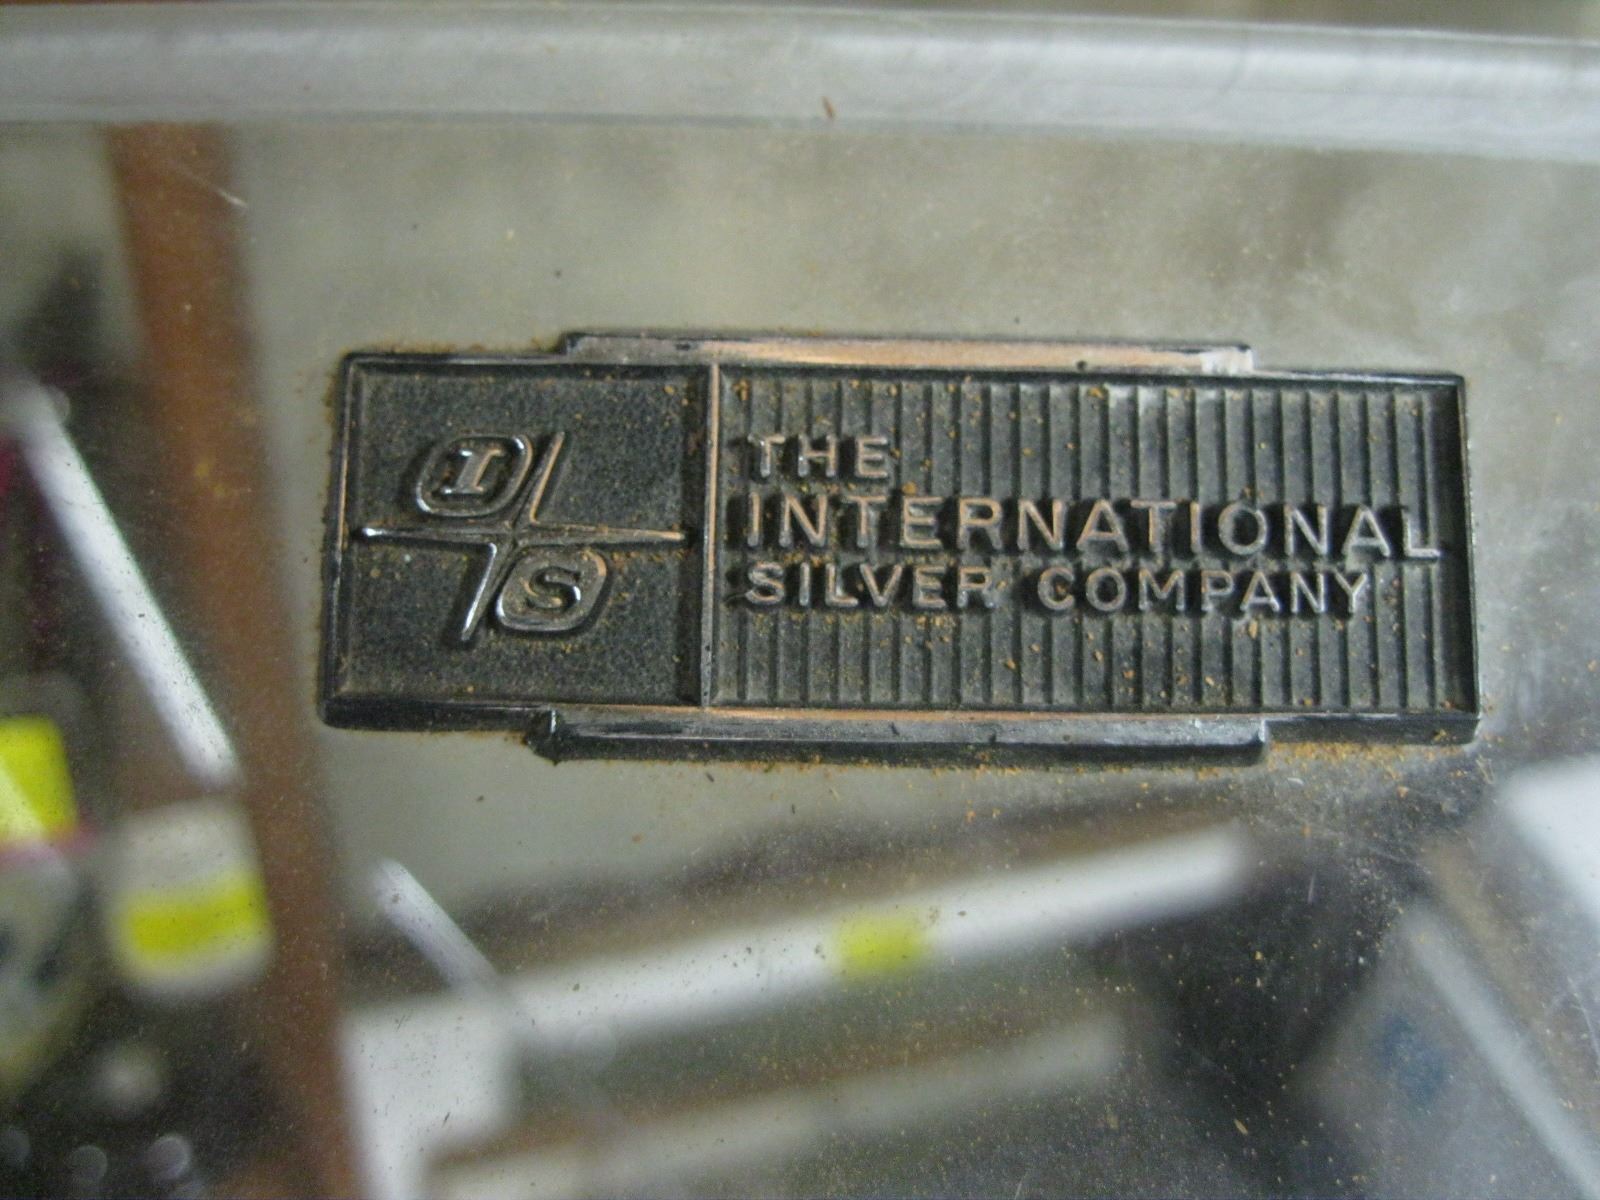 I
S
THE
INTERNATIONAL
SILVER COMPANY